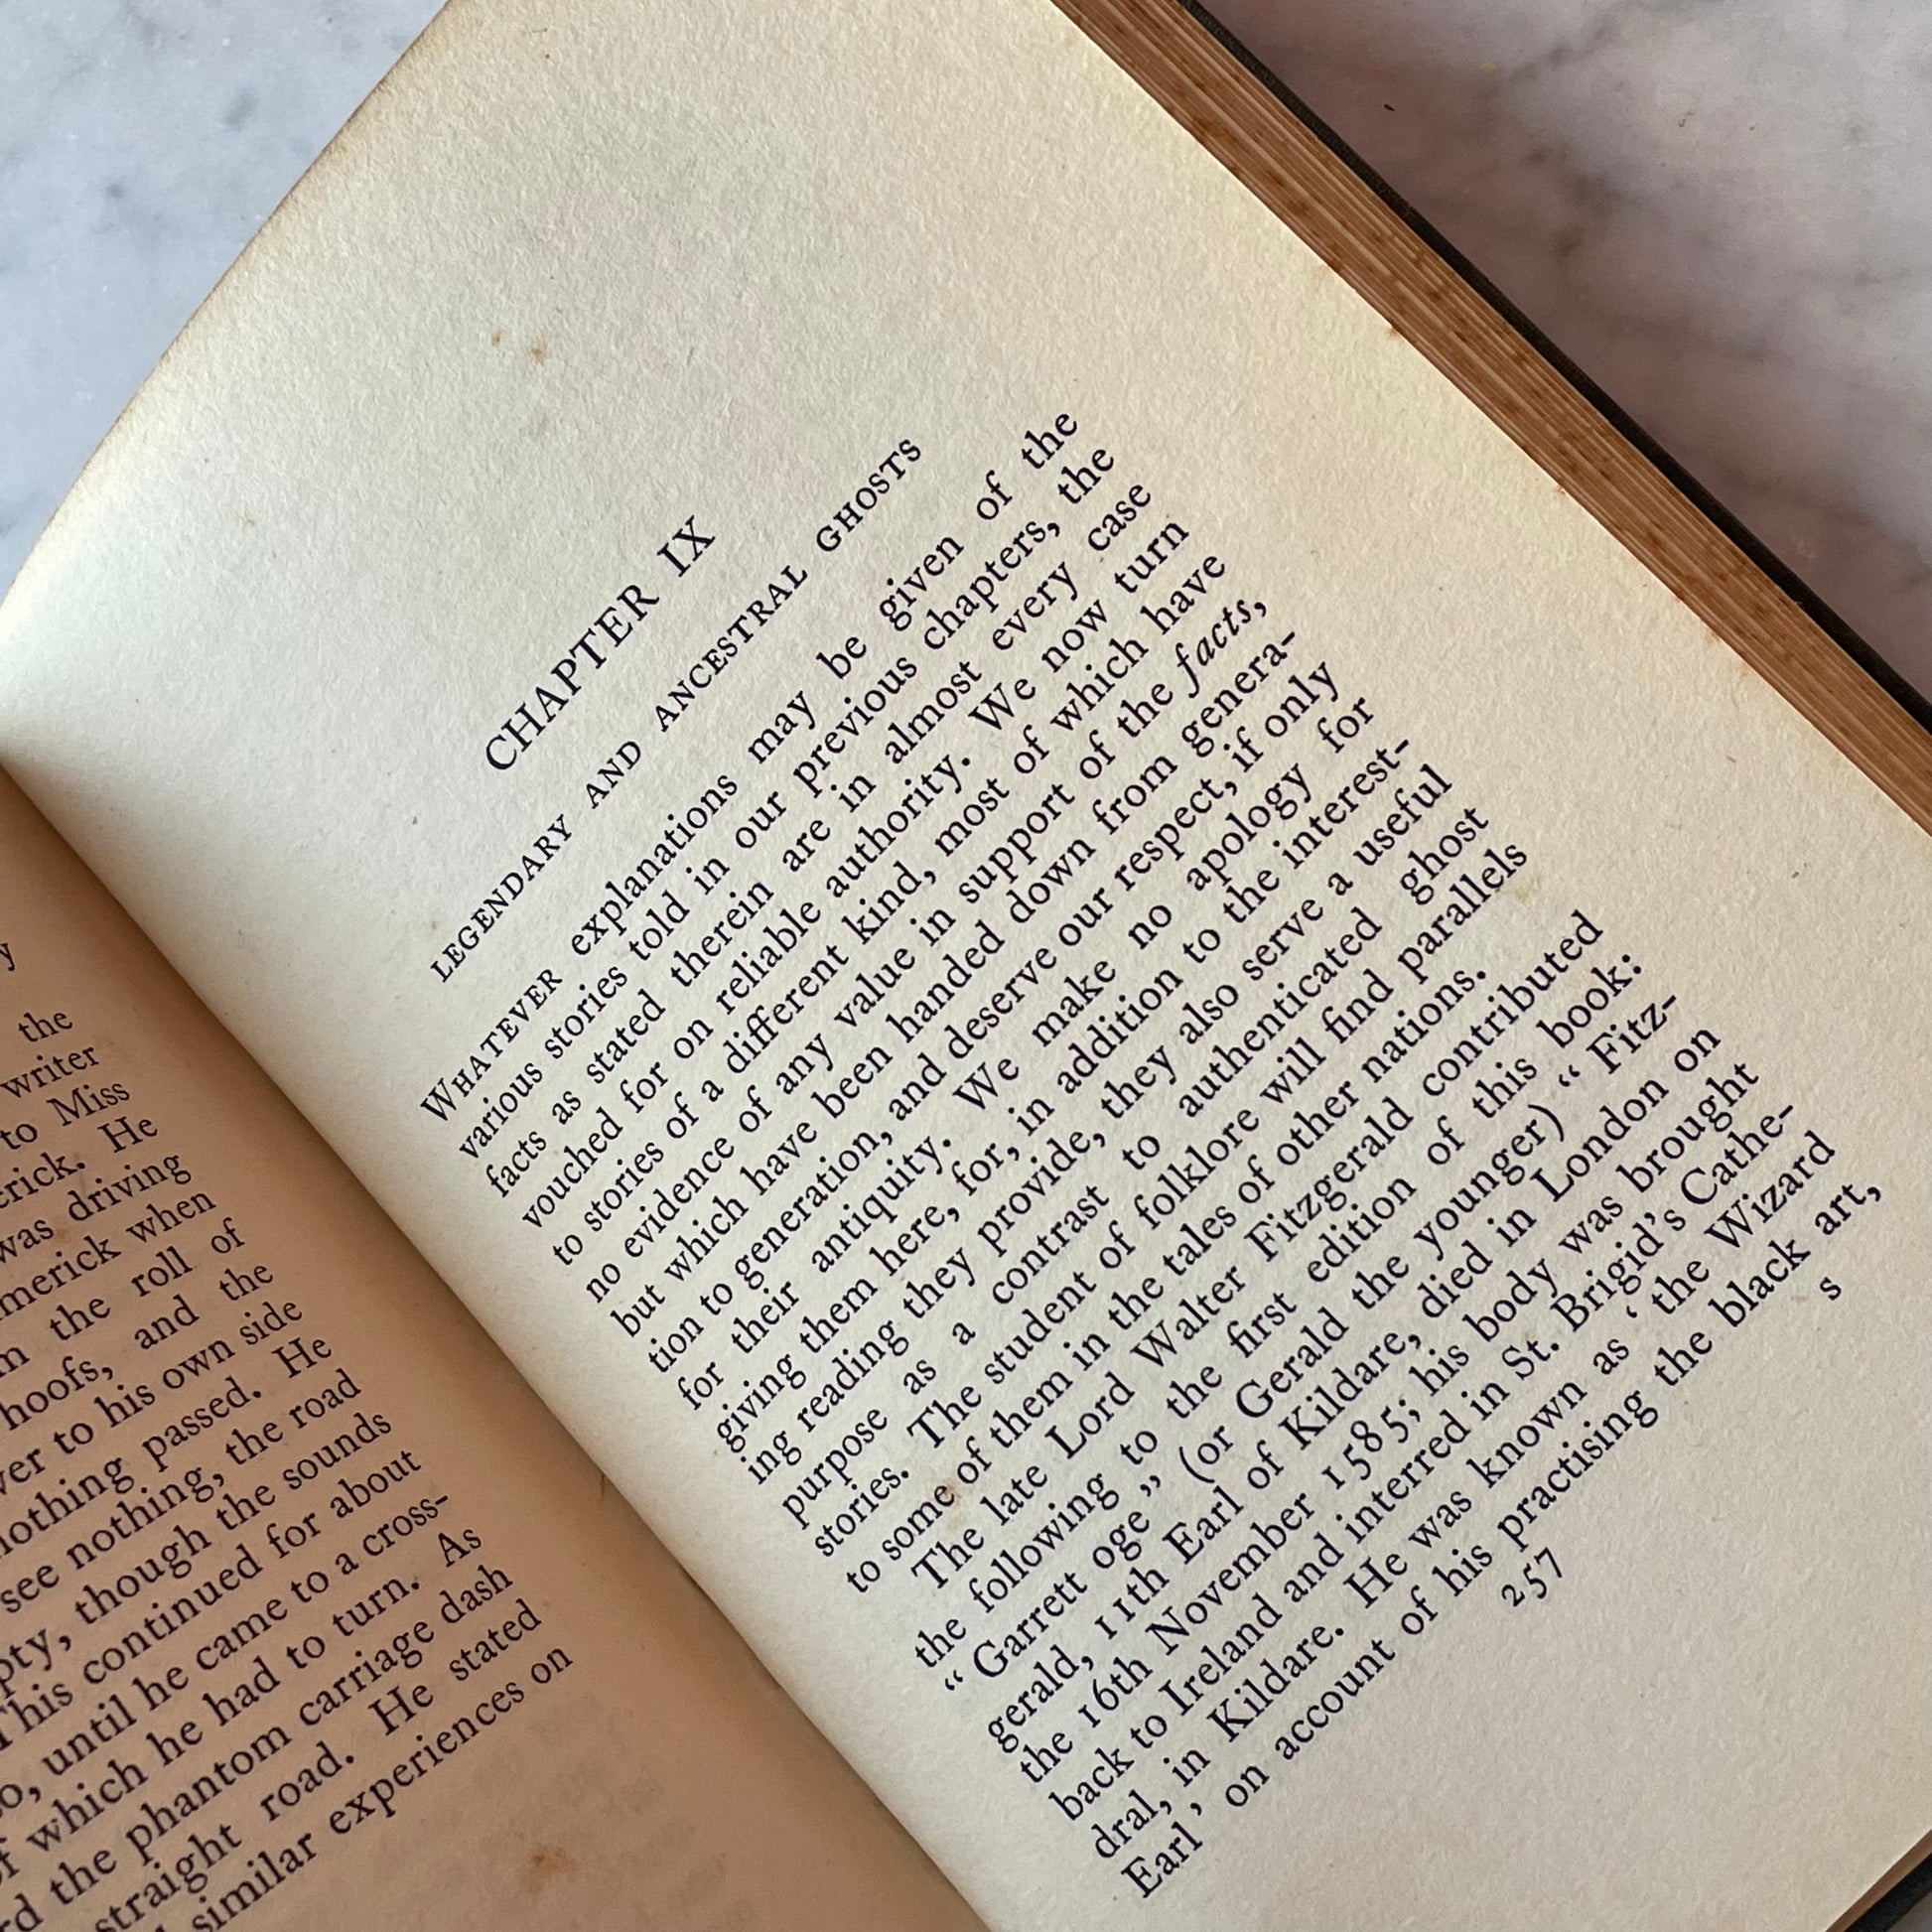 y
the
writer
to Miss
erick. He
was driving
merick when
the roll of
hoofs, and the
ver to his own side
nothing passed. He
see nothing, the road
pty, though the sounds
This continued for about
o, until he came to a cross-
f which he had to turn. As
rd the phantom carriage dash
straight road. He stated
similar experiences on
CHAPTER IX
LEGENDARY AND ANCESTRAL GHOSTS
WHATEVER explanations may be given of the
various stories told in our previous chapters, the
facts as stated therein are in almost every case
vouched for on reliable authority. We now turn
to stories of a different kind, most of which have
no evidence of any value in support of the facts,
but which have been handed down from genera-
tion to generation, and deserve our respect, if only
for their antiquity. We make no apology for
giving them here, for, in addition to the interest-
ing reading they provide, they also serve a useful
purpose as a contrast to authenticated ghost
stories. The student of folklore will find parallels
to some of them in the tales of other nations.
The late Lord Walter Fitzgerald contributed
the following to the first edition of this book:
“ Garrett oge ” (or Gerald the younger) “ Fitz-
gerald, 11th Earl of Kildare, died in London on
the 16th November 1585; his body was brought
back to Ireland and interred in St. Brigid's Cathe-
dral, in Kildare. He was known as ‘ the Wizard
Earl ’ on account of his practising the black art,
257
s